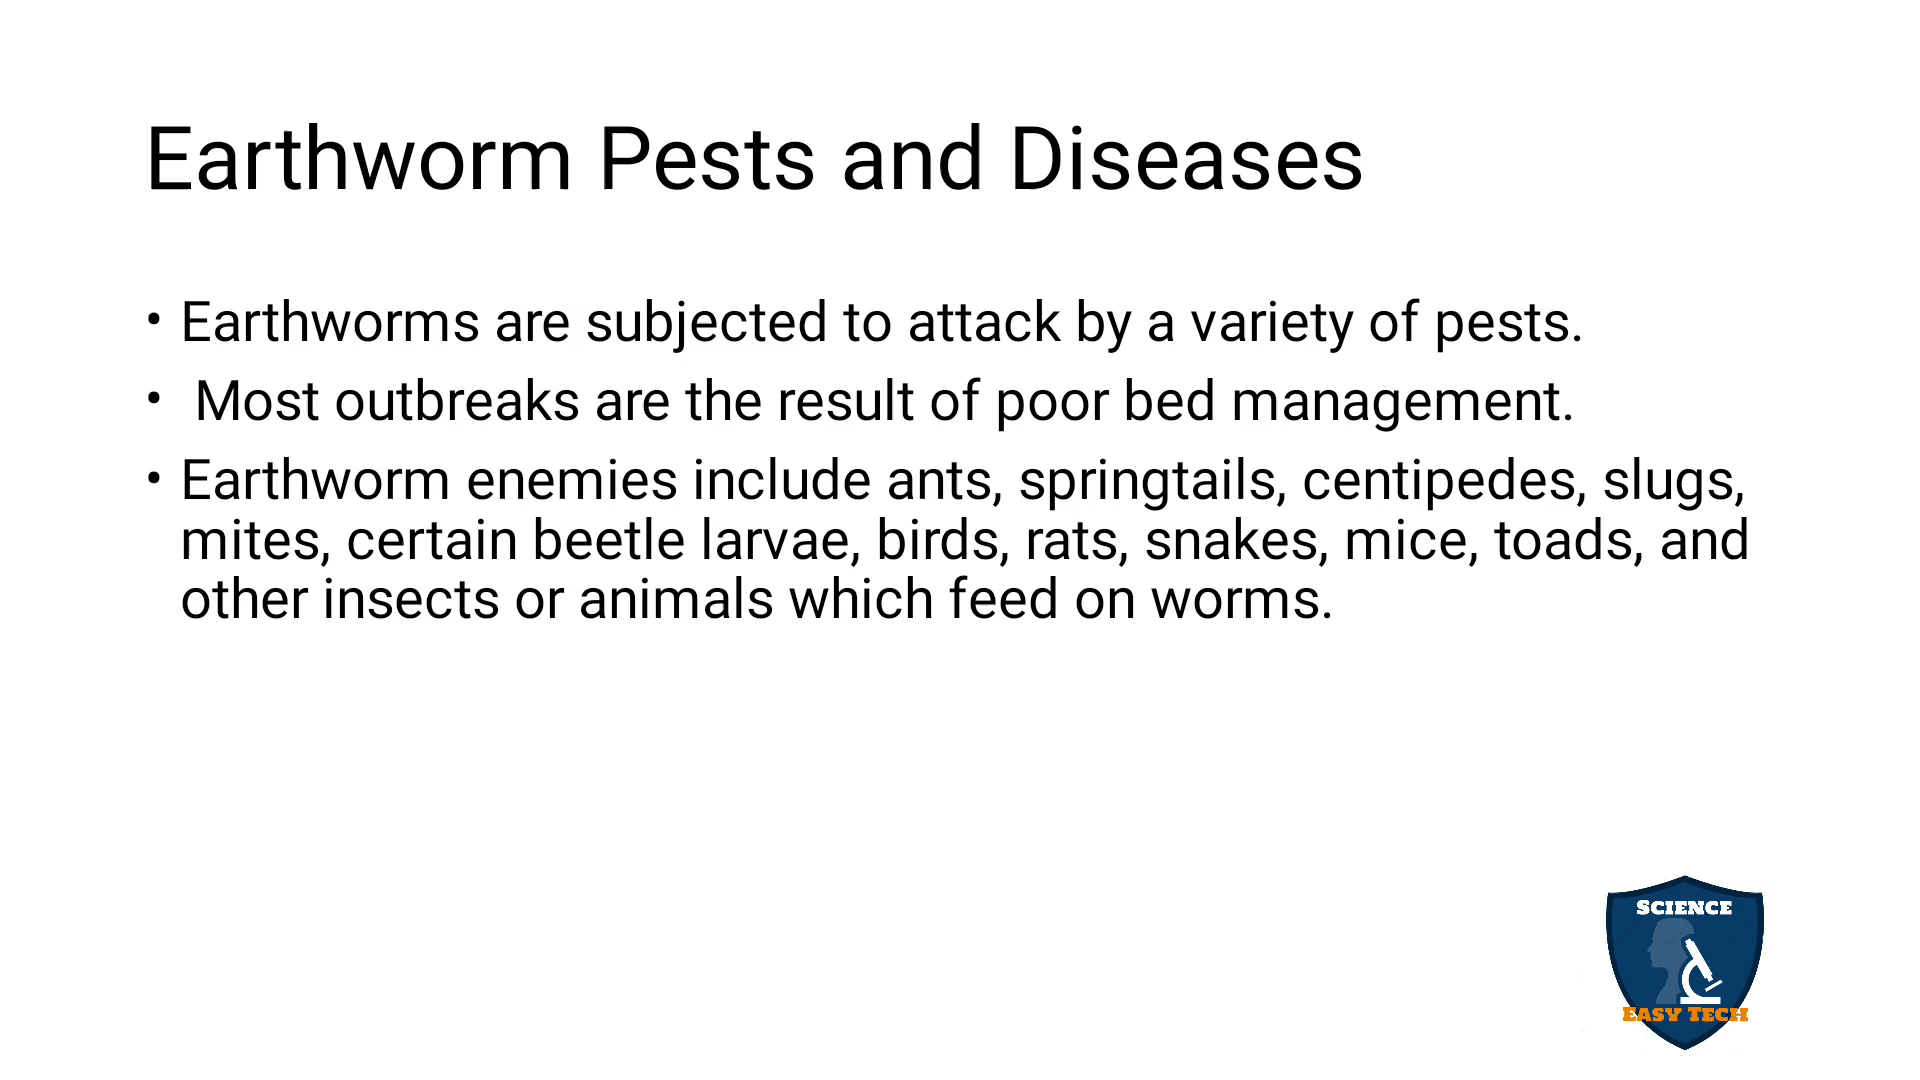 Earthworm Pests and Diseases
• Earthworms are subjected to attack by a variety of pests.
• Most outbreaks are the result of poor bed management.
• Earthworm enemies include ants, springtails, centipedes, slugs,
mites, certain beetle larvae, birds, rats, snakes, mice, toads, and
other insects or animals which feed on worms.
SCIENCE
EASY TECH